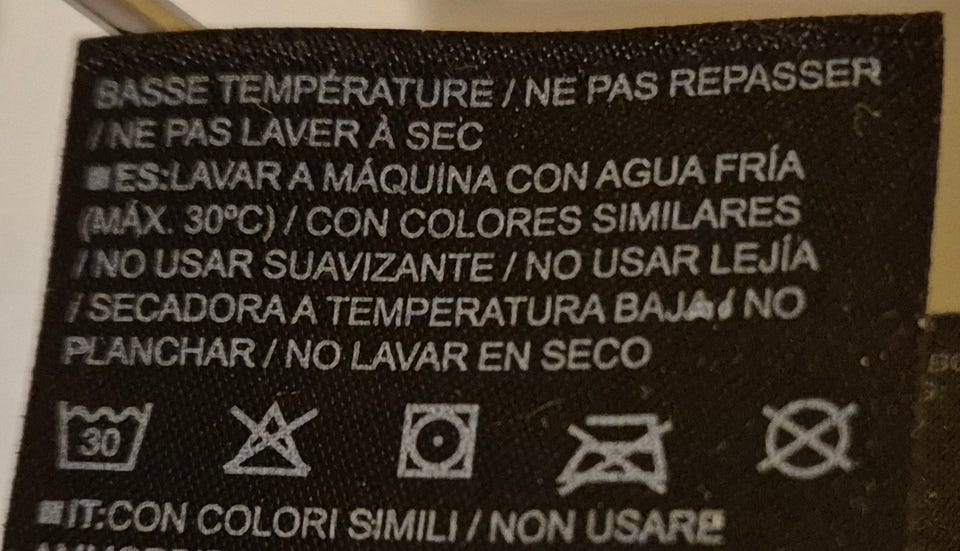 BASSE TEMPÉRATURE / NE PAS REPASSER
/ NE PAS LAVER À SEC
ES:LAVAR A MÁQUINA CON AGUA FRÍA
(MÁX. 30ºC) / CON COLORES SIMILARES
/ NO USAR SUAVIZANTE / NO USAR LEJÍA
/ SECADORA A TEMPERATURA BAJA / NO
PLANCHAR / NO LAVAR EN SECO
30
IT:CON COLORI SIMILI / NON USARE